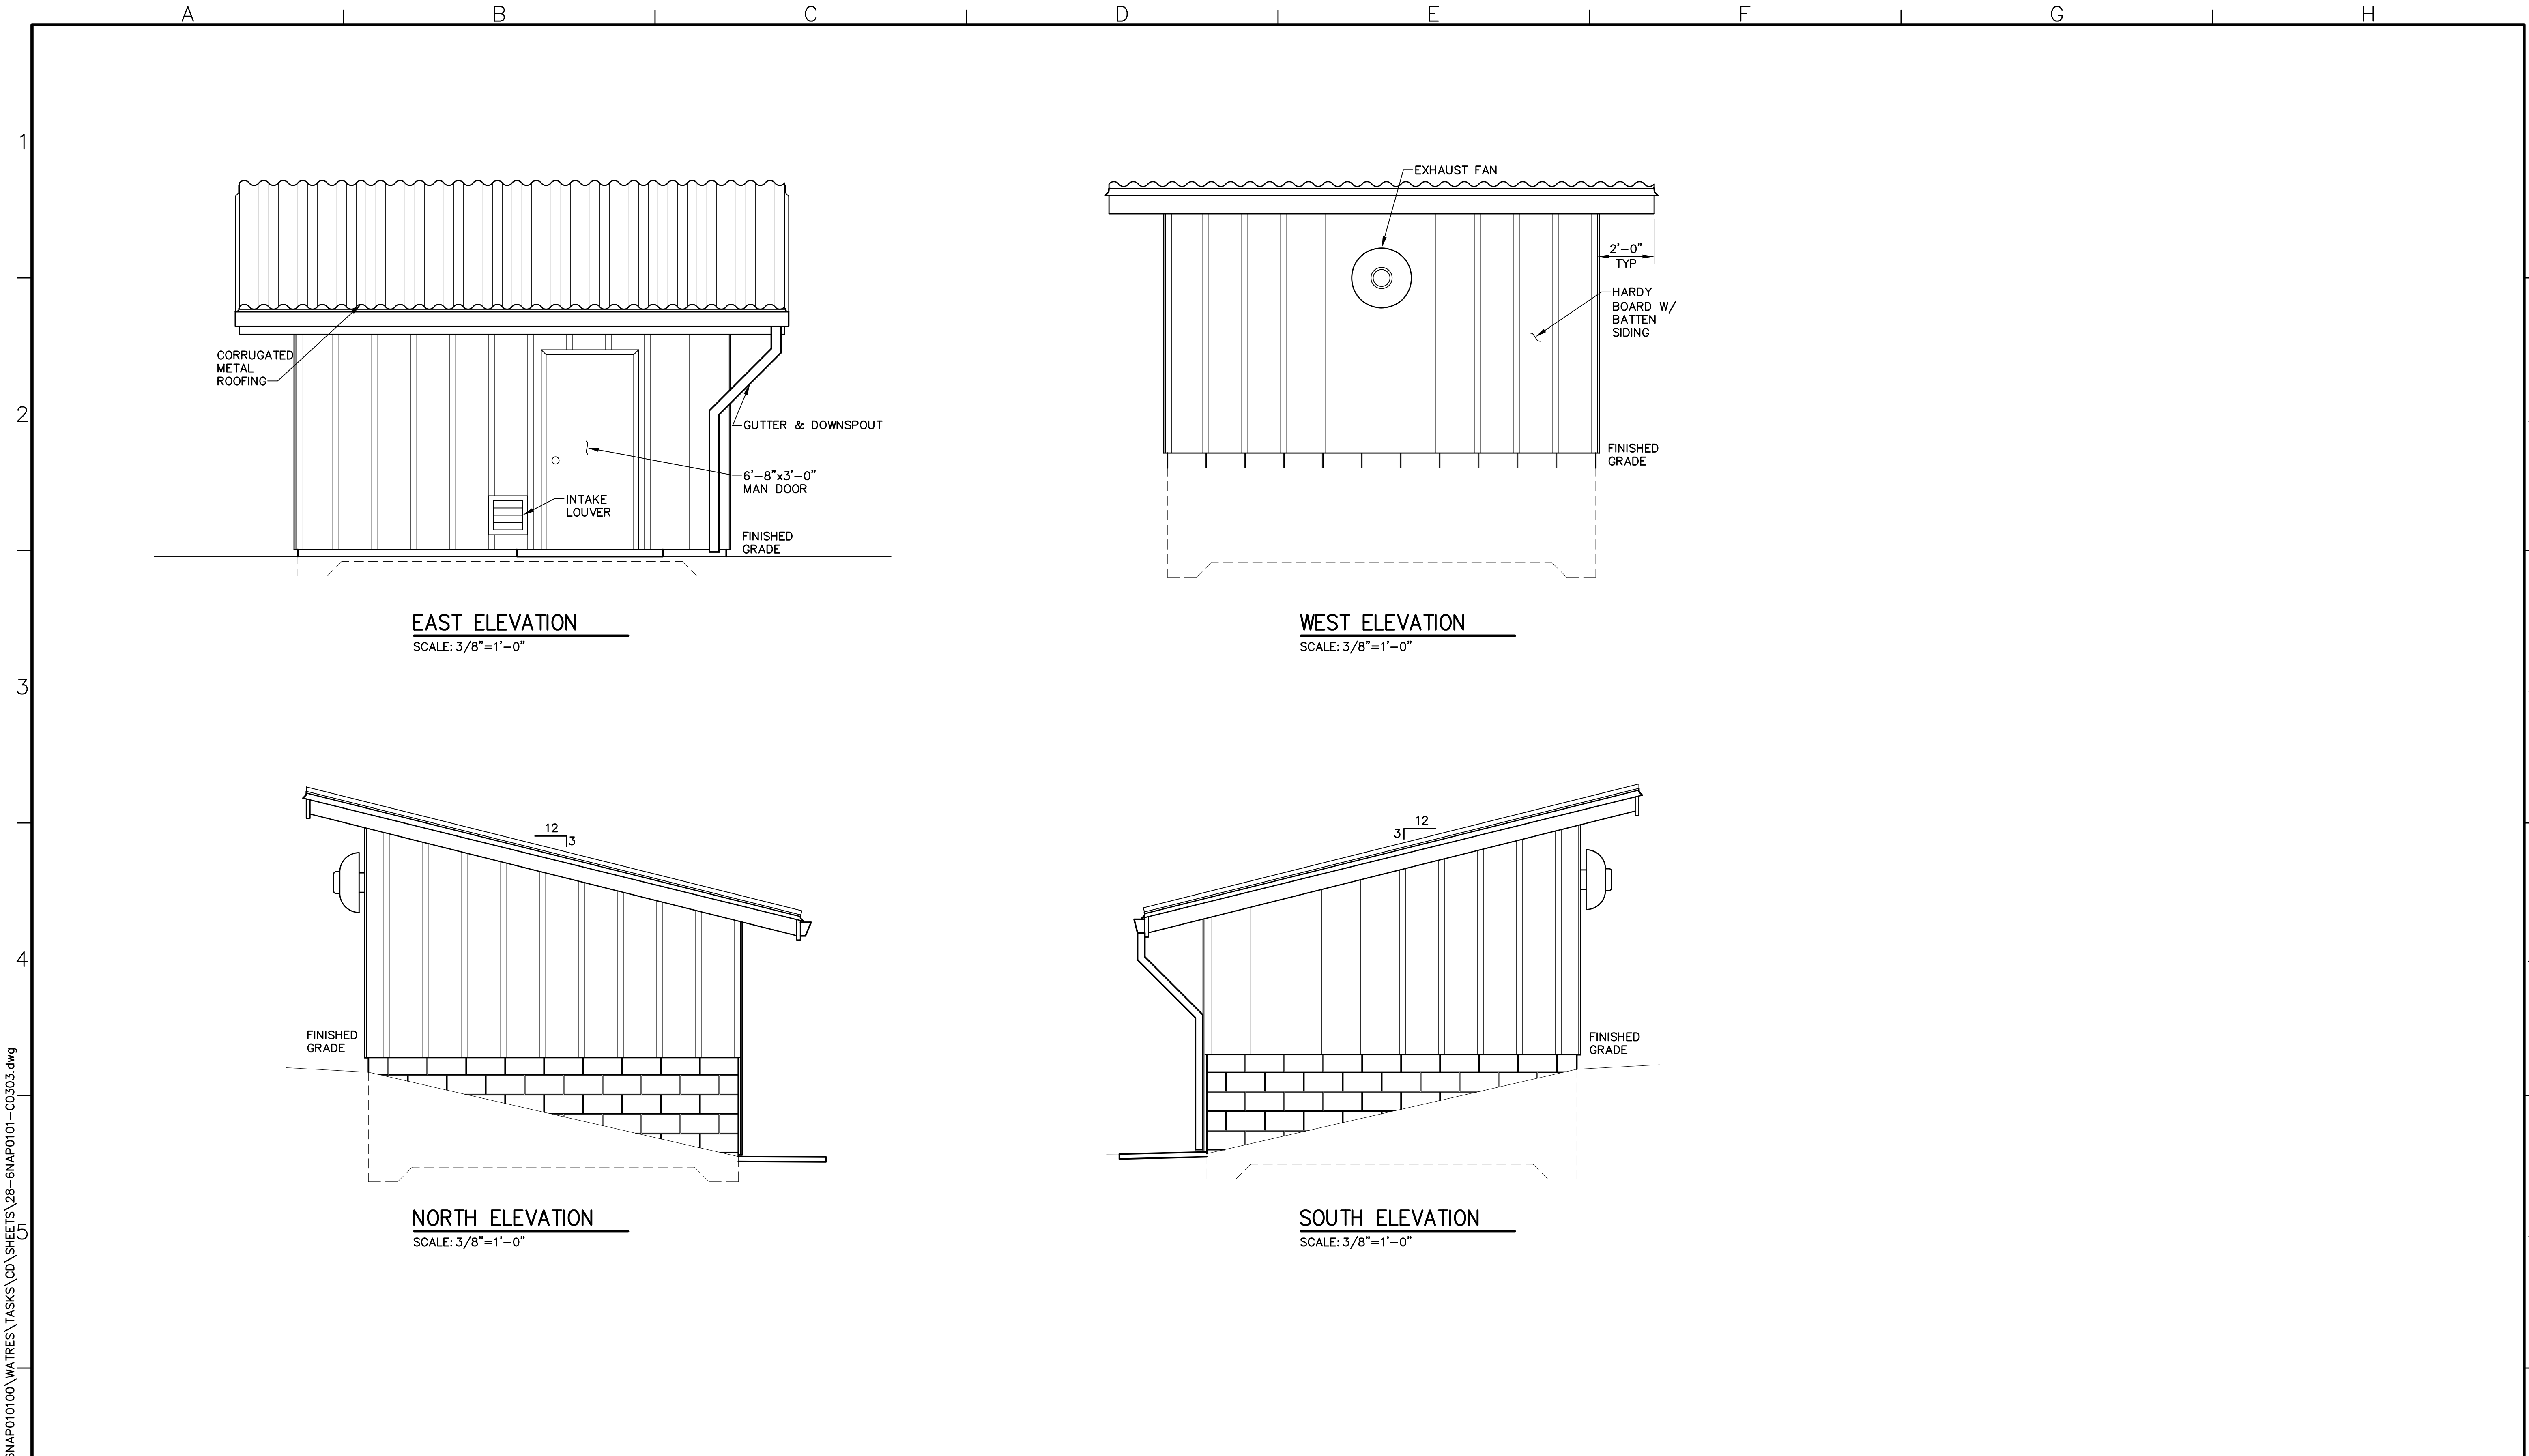 A B C D E F G H
1
2
3
4
5
EXHAUST FAN
2'-0"
TYP
HARDY
BOARD W/
BATTEN
SIDING
FINISHED
GRADE
CORRUGATED
METAL
ROOFING
GUTTER & DOWNSPOUT
6'-8"x3'-0"
MAN DOOR
INTAKE
LOUVER
FINISHED
GRADE
EAST ELEVATION
SCALE: 3/8"=1'-0"
WEST ELEVATION
SCALE: 3/8"=1'-0"
12
3
FINISHED
GRADE
NORTH ELEVATION
SCALE: 3/8"=1'-0"
12
3
FINISHED
GRADE
SOUTH ELEVATION
SCALE: 3/8"=1'-0"
NAP010100\WATRES\TASKS\CD\SHEETS\28-6NAP0101-C0303.dwg